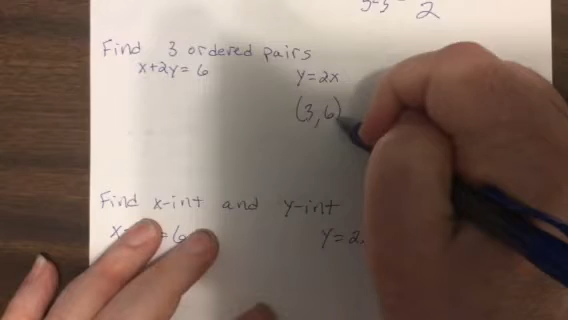 2
Find 3 ordered pairs
x+2y=6
y=2x
(3,6)
Find x-int and y-int
y=2